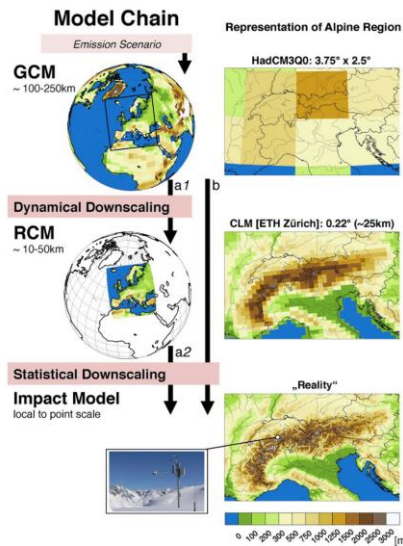 Model Chain
Emission Scenario
GCM
~ 100-250km
a1
b
Dynamical Downscaling
RCM
~ 10-50km
a2
Statistical Downscaling
Impact Model
local to point scale
Representation of Alpine Region
HadCM3Q0: 3.75° x 2.5°
CLM [ETH Zürich]: 0.22° (~25km)
„Reality“
0 100 200 300 500 750 1000 1250 1500 2000 2500 3000 [m]